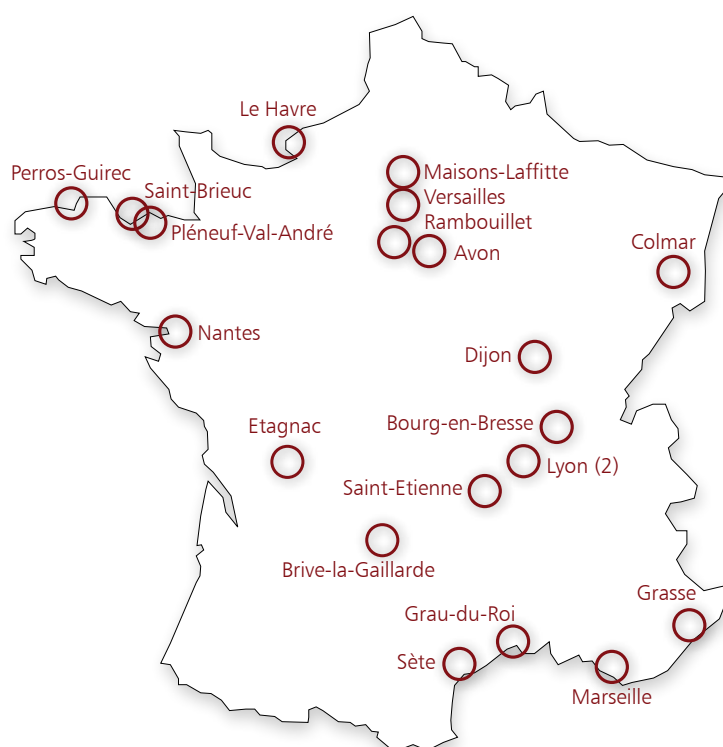 Le Havre
Maisons-Laffitte
Perros-Guirec
Saint-Brieuc
Versailles
Rambouillet
Pléneuf-Val-André
Colmar
Avon
Nantes
Dijon
Etagnac
Bourg-en-Bresse
Lyon (2)
Saint-Etienne
Brive-la-Gaillarde
Grasse
Grau-du-Roi
Sète
Marseille